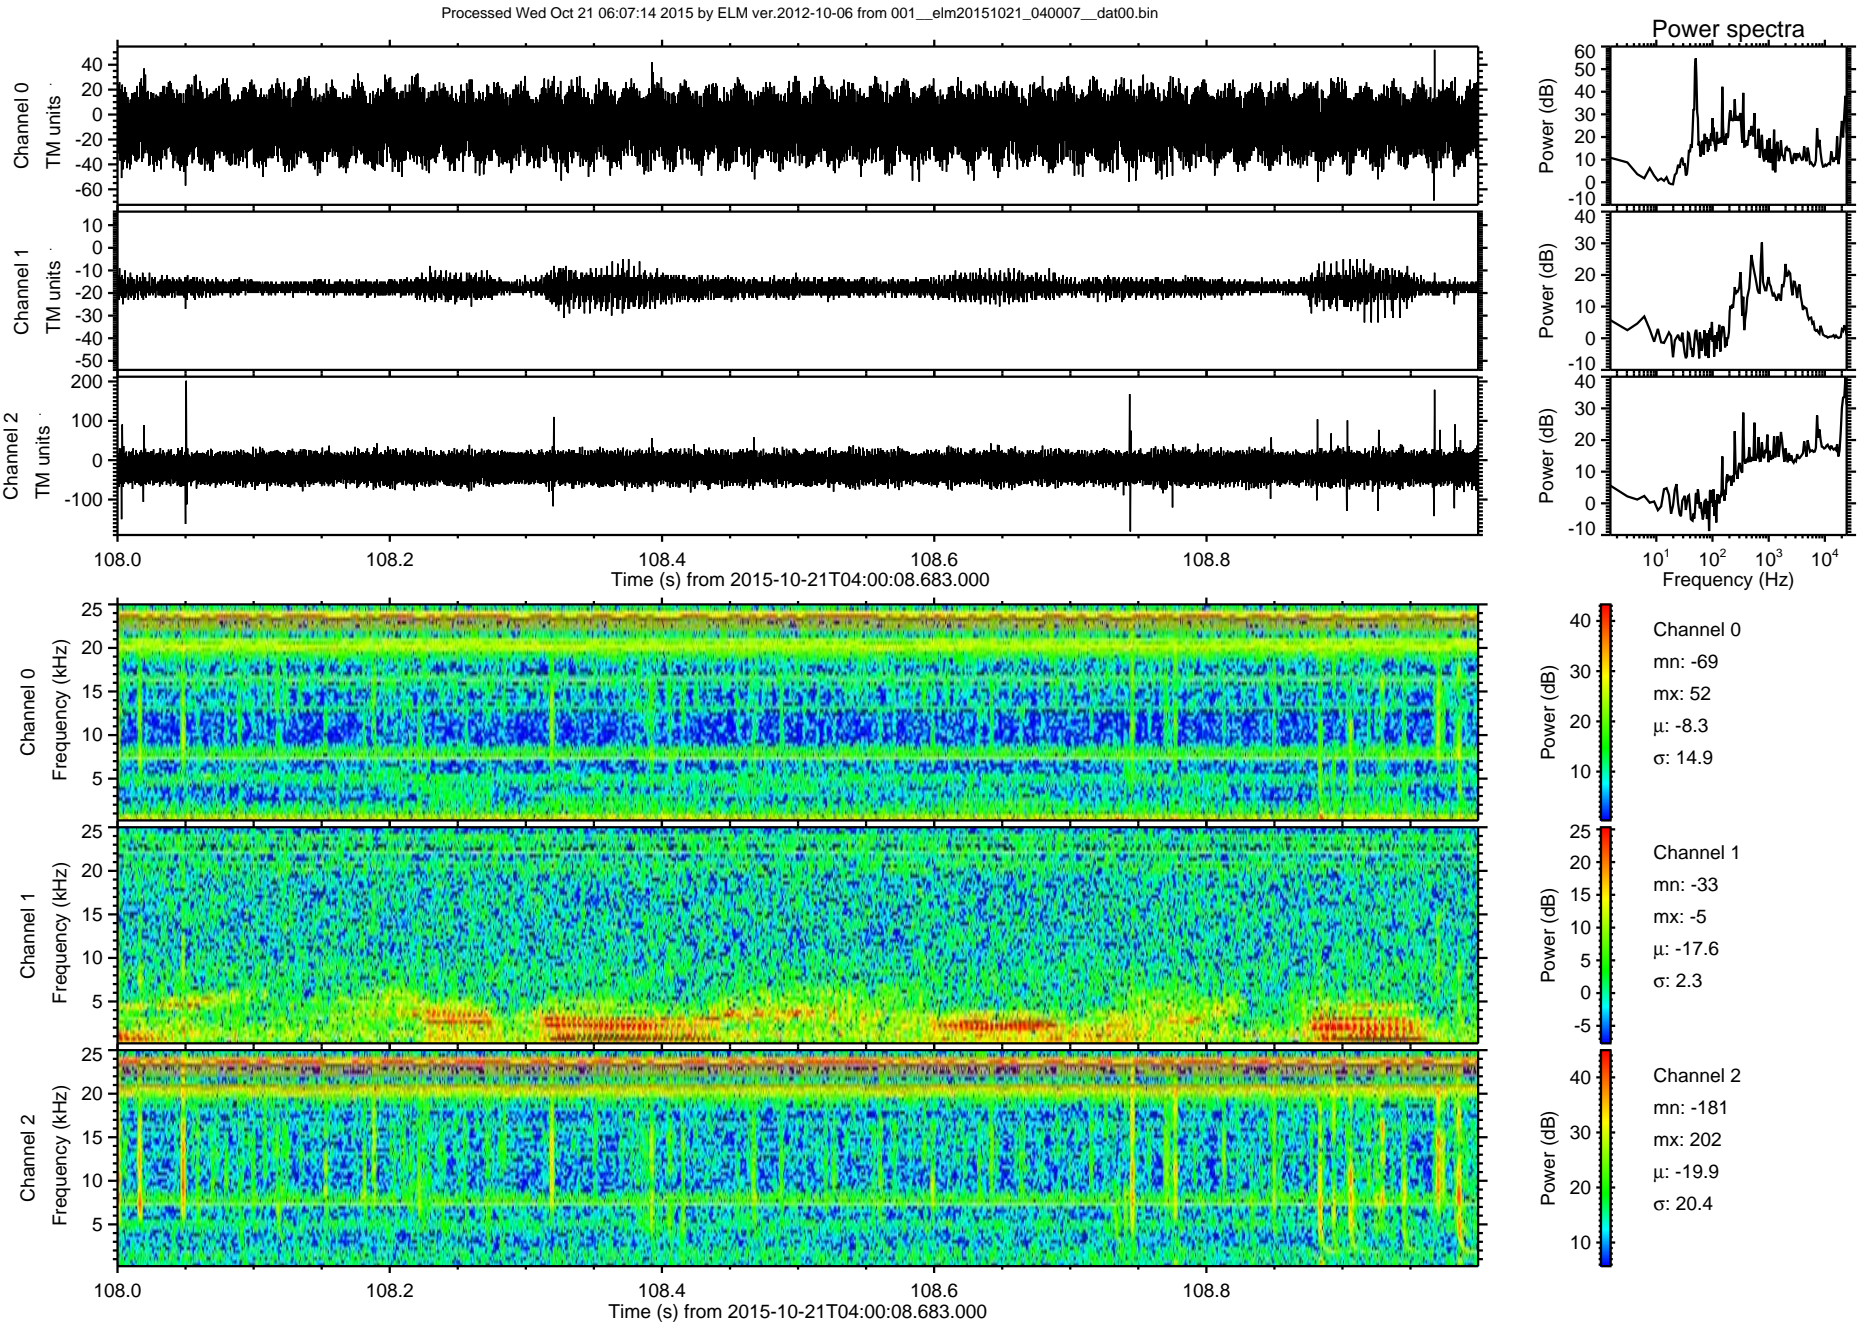 Processed Wed Oct 21 06:07:14 2015 by ELM ver.2012-10-06 from 001__elm20151021_040007__dat00.bin
Power spectra
Channel 0
TM units
40
20
0
-20
-40
-60
Power (dB)
60
50
40
30
20
10
0
-10
Channel 1
TM units
10
0
-10
-20
-30
-40
-50
Power (dB)
40
30
20
10
0
-10
Channel 2
TM units
200
100
0
-100
Power (dB)
40
30
20
10
0
-10
108.0 108.2 108.4 108.6 108.8
Time (s) from 2015-10-21T04:00:08.683.000
10^1 10^2 10^3 10^4
Frequency (Hz)
Channel 0
Frequency (kHz)
25
20
15
10
5
Power (dB)
40
30
20
10
Channel 0
mn: -69
mx: 52
μ: -8.3
σ: 14.9
Channel 1
Frequency (kHz)
25
20
15
10
5
Power (dB)
25
20
15
10
5
0
-5
Channel 1
mn: -33
mx: -5
μ: -17.6
σ: 2.3
Channel 2
Frequency (kHz)
25
20
15
10
5
Power (dB)
40
30
20
10
Channel 2
mn: -181
mx: 202
μ: -19.9
σ: 20.4
108.0 108.2 108.4 108.6 108.8
Time (s) from 2015-10-21T04:00:08.683.000